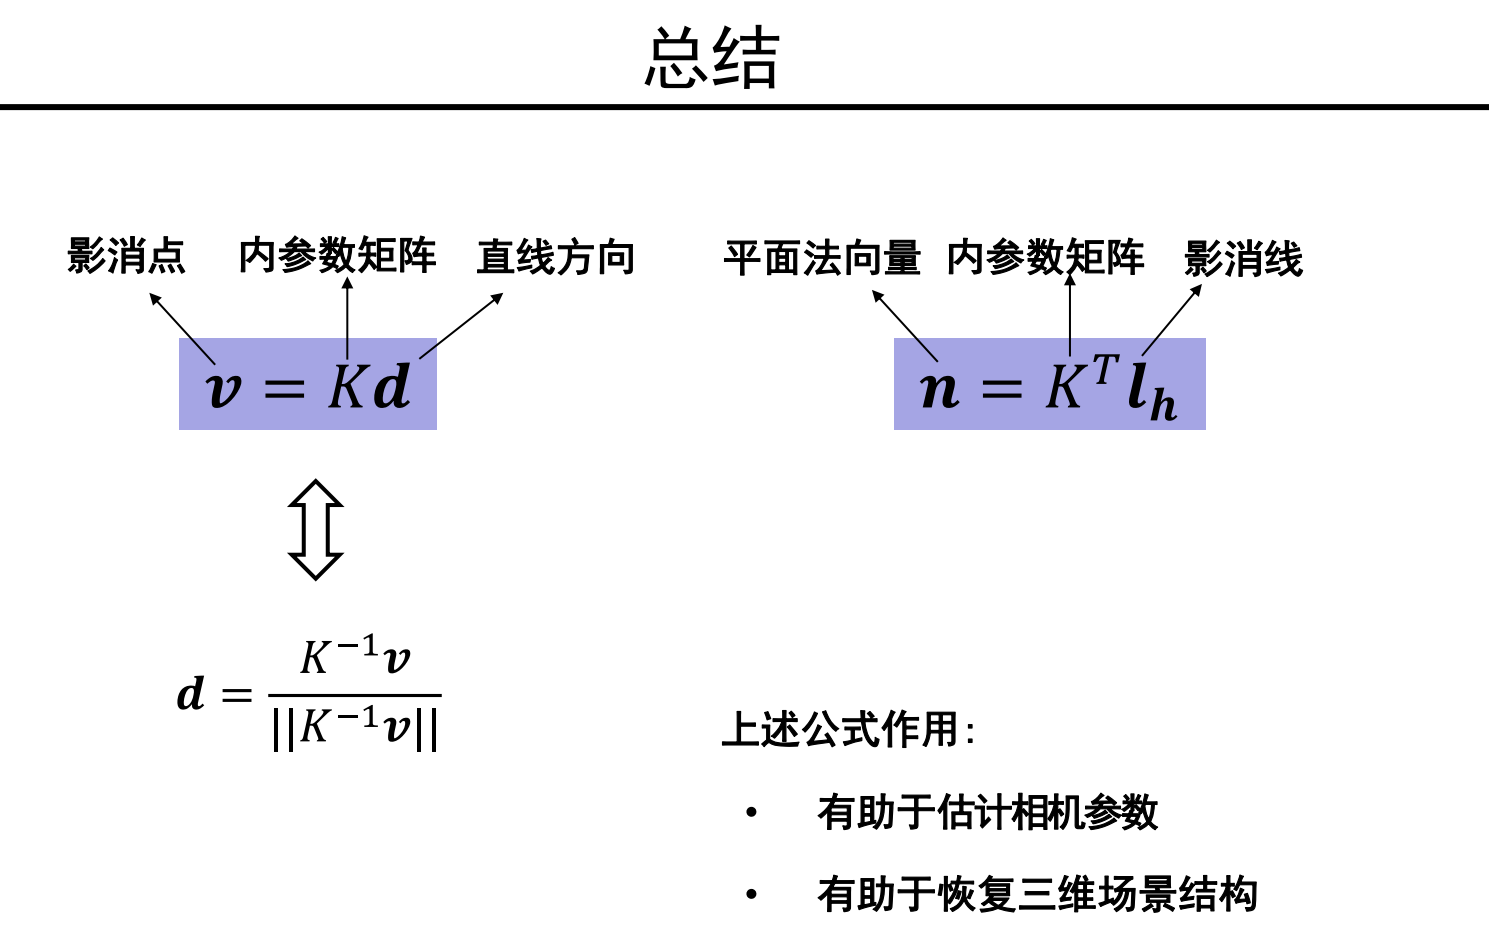 总结
影消点 内参数矩阵 直线方向
平面法向量 内参数矩阵 影消线
v = Kd
n = K^T l_h
d = K^{-1}v / ||K^{-1}v||
上述公式作用：
• 有助于估计相机参数
• 有助于恢复三维场景结构